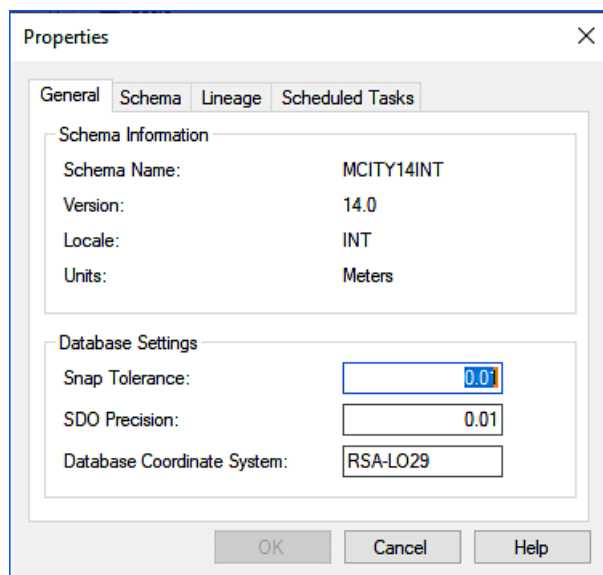 Properties
General Schema Lineage Scheduled Tasks
Schema Information
Schema Name: MCITY14INT
Version: 14.0
Locale: INT
Units: Meters
Database Settings
Snap Tolerance: 0.01
SDO Precision: 0.01
Database Coordinate System: RSA-LO29
OK Cancel Help